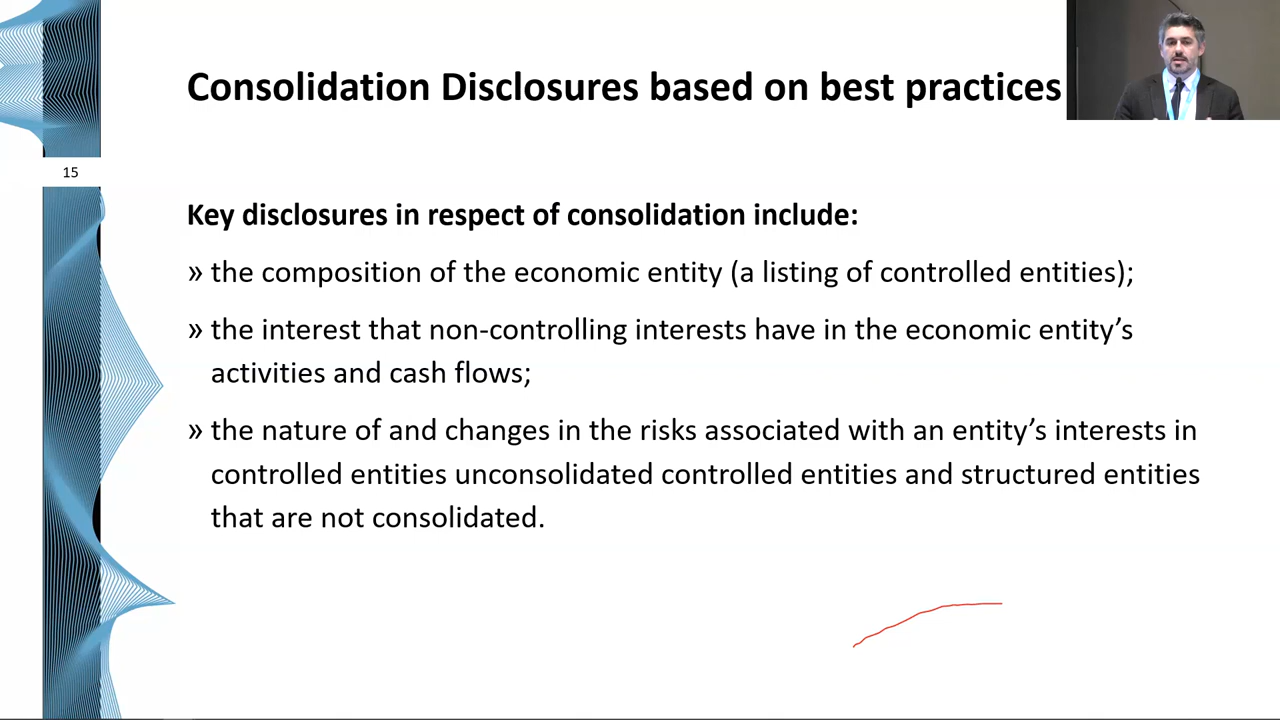 Consolidation Disclosures based on best practices
15
Key disclosures in respect of consolidation include:
» the composition of the economic entity (a listing of controlled entities);
» the interest that non-controlling interests have in the economic entity’s
activities and cash flows;
» the nature of and changes in the risks associated with an entity’s interests in
controlled entities unconsolidated controlled entities and structured entities
that are not consolidated.